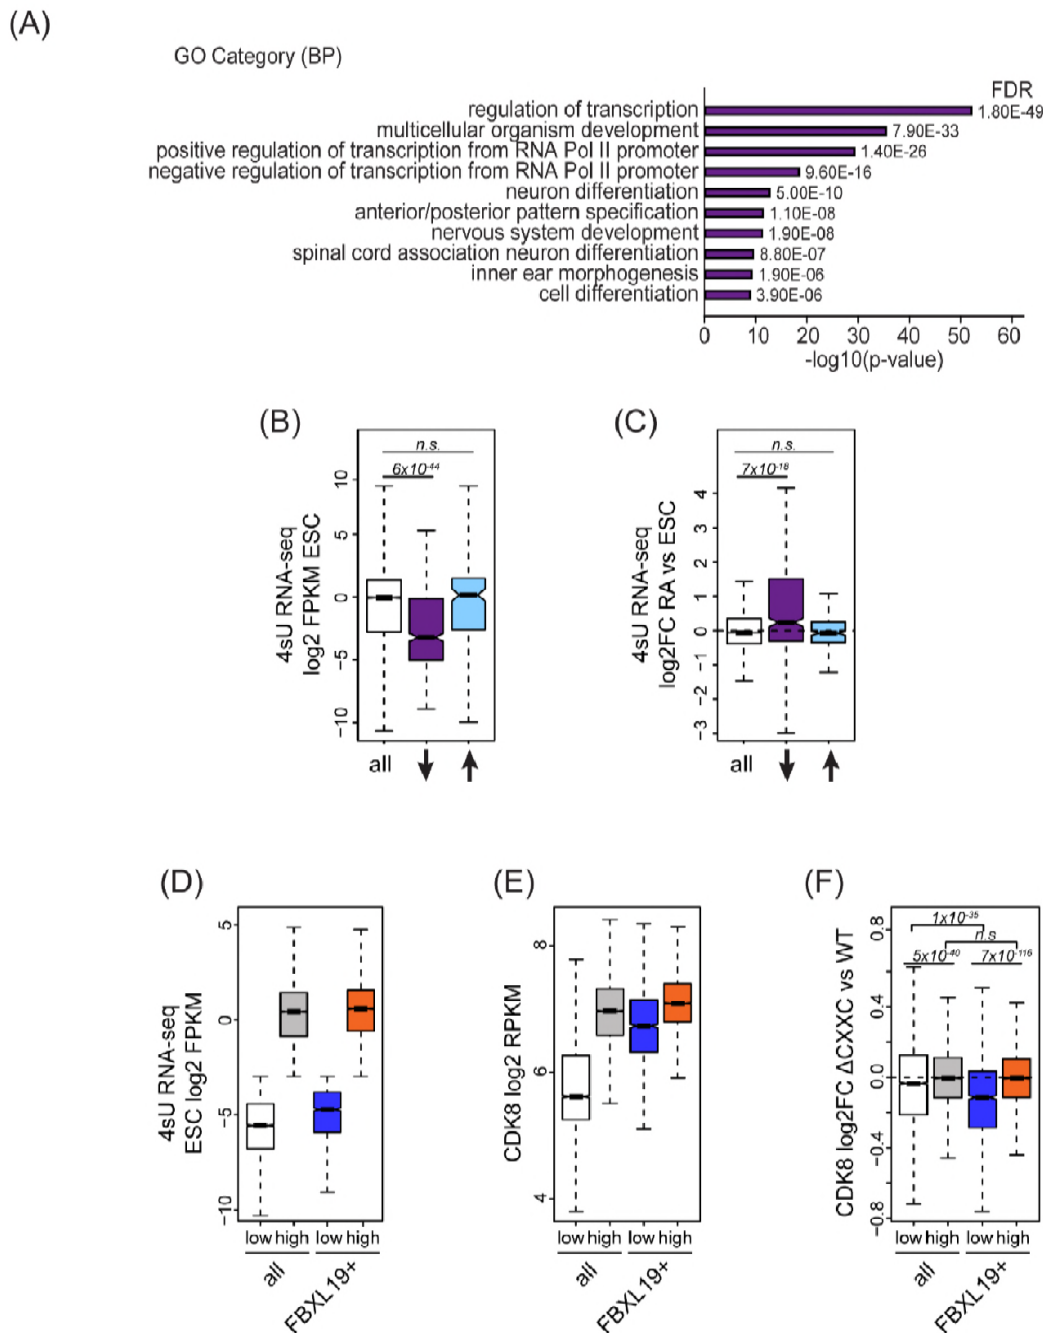 (A)
GO Category (BP)
FDR
regulation of transcription 1.80E-49
multicellular organism development 7.90E-33
positive regulation of transcription from RNA Pol II promoter 1.40E-26
negative regulation of transcription from RNA Pol II promoter 9.60E-16
neuron differentiation 5.00E-10
anterior/posterior pattern specification 1.10E-08
nervous system development 1.90E-08
spinal cord association neuron differentiation 8.80E-07
inner ear morphogenesis 1.90E-06
cell differentiation 3.90E-06
0 10 20 30 40 50 60
-log10(p-value)
(B)
n.s.
6x10-44
4sU RNA-seq
log2 FPKM ESC
10
5
0
-5
-10
all
(C)
n.s.
7x10-18
4sU RNA-seq
log2FC RA vs ESC
4
3
2
1
0
-1
-2
-3
all
(D)
4sU RNA-seq
ESC log2 FPKM
5
0
-5
-10
low high low high
all
FBXL19+
(E)
CDK8 log2 RPKM
8
6
4
low high low high
all
FBXL19+
(F)
1x10-35
n.s
5x10-40
7x10-116
CDK8 log2FC ΔCXXC vs WT
0.8
0.4
0.0
-0.4
-0.8
low high low high
all
FBXL19+